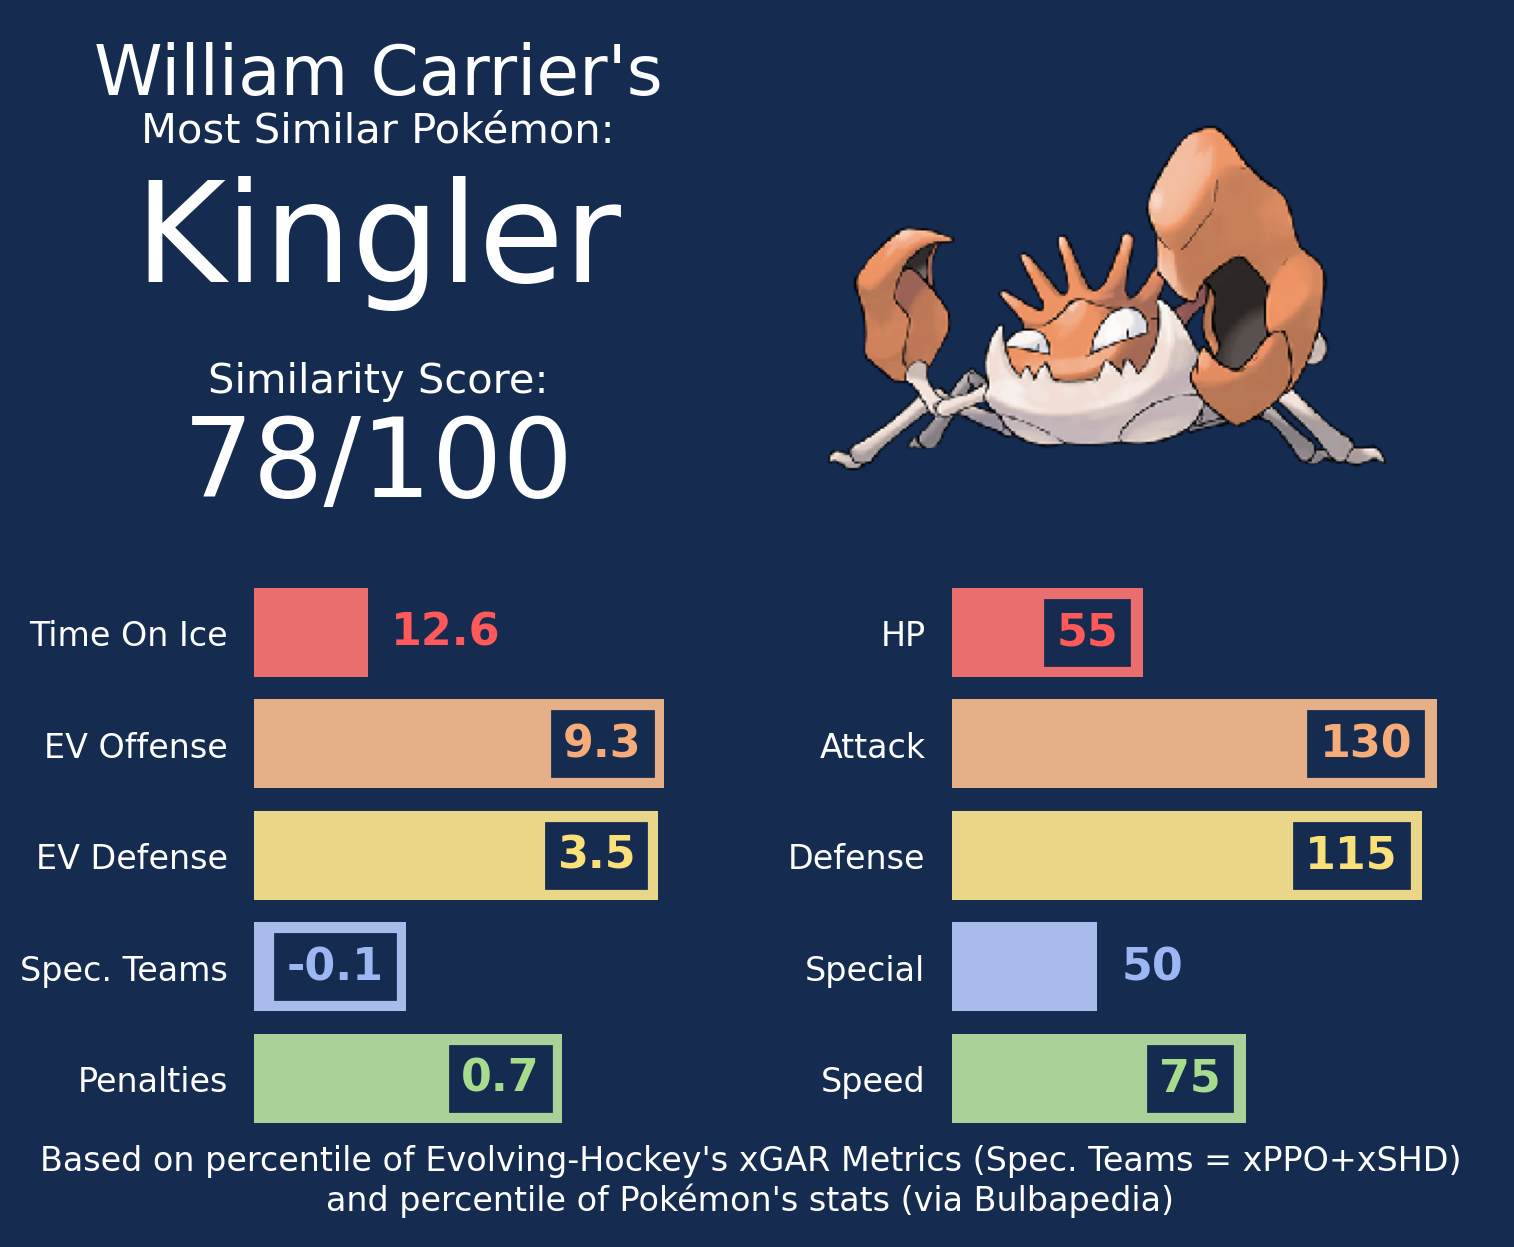 William Carrier's
Most Similar Pokémon:
Kingler
Similarity Score:
78/100
Time On Ice 12.6
EV Offense 9.3
EV Defense 3.5
Spec. Teams -0.1
Penalties 0.7
HP 55
Attack 130
Defense 115
Special 50
Speed 75
Based on percentile of Evolving-Hockey's xGAR Metrics (Spec. Teams = xPPO+xSHD)
and percentile of Pokémon's stats (via Bulbapedia)